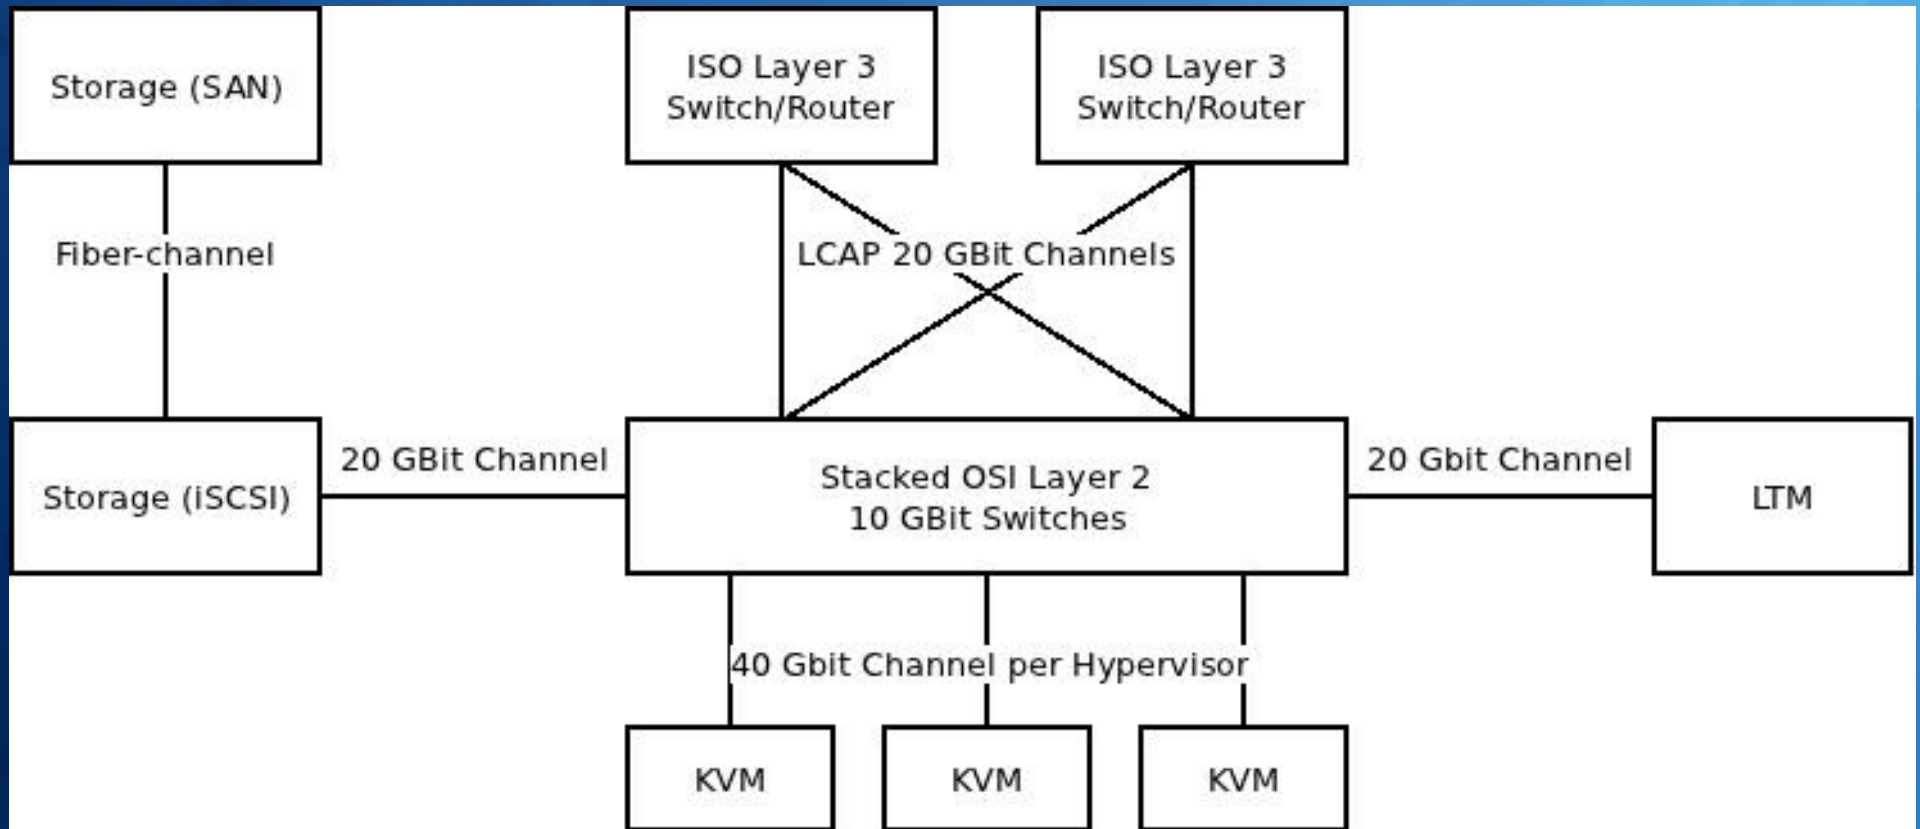 Storage (SAN)
ISO Layer 3
Switch/Router
ISO Layer 3
Switch/Router
Fiber-channel
LCAP 20 GBit Channels
Storage (iSCSI)
20 GBit Channel
Stacked OSI Layer 2
10 GBit Switches
20 Gbit Channel
LTM
40 Gbit Channel per Hypervisor
KVM
KVM
KVM